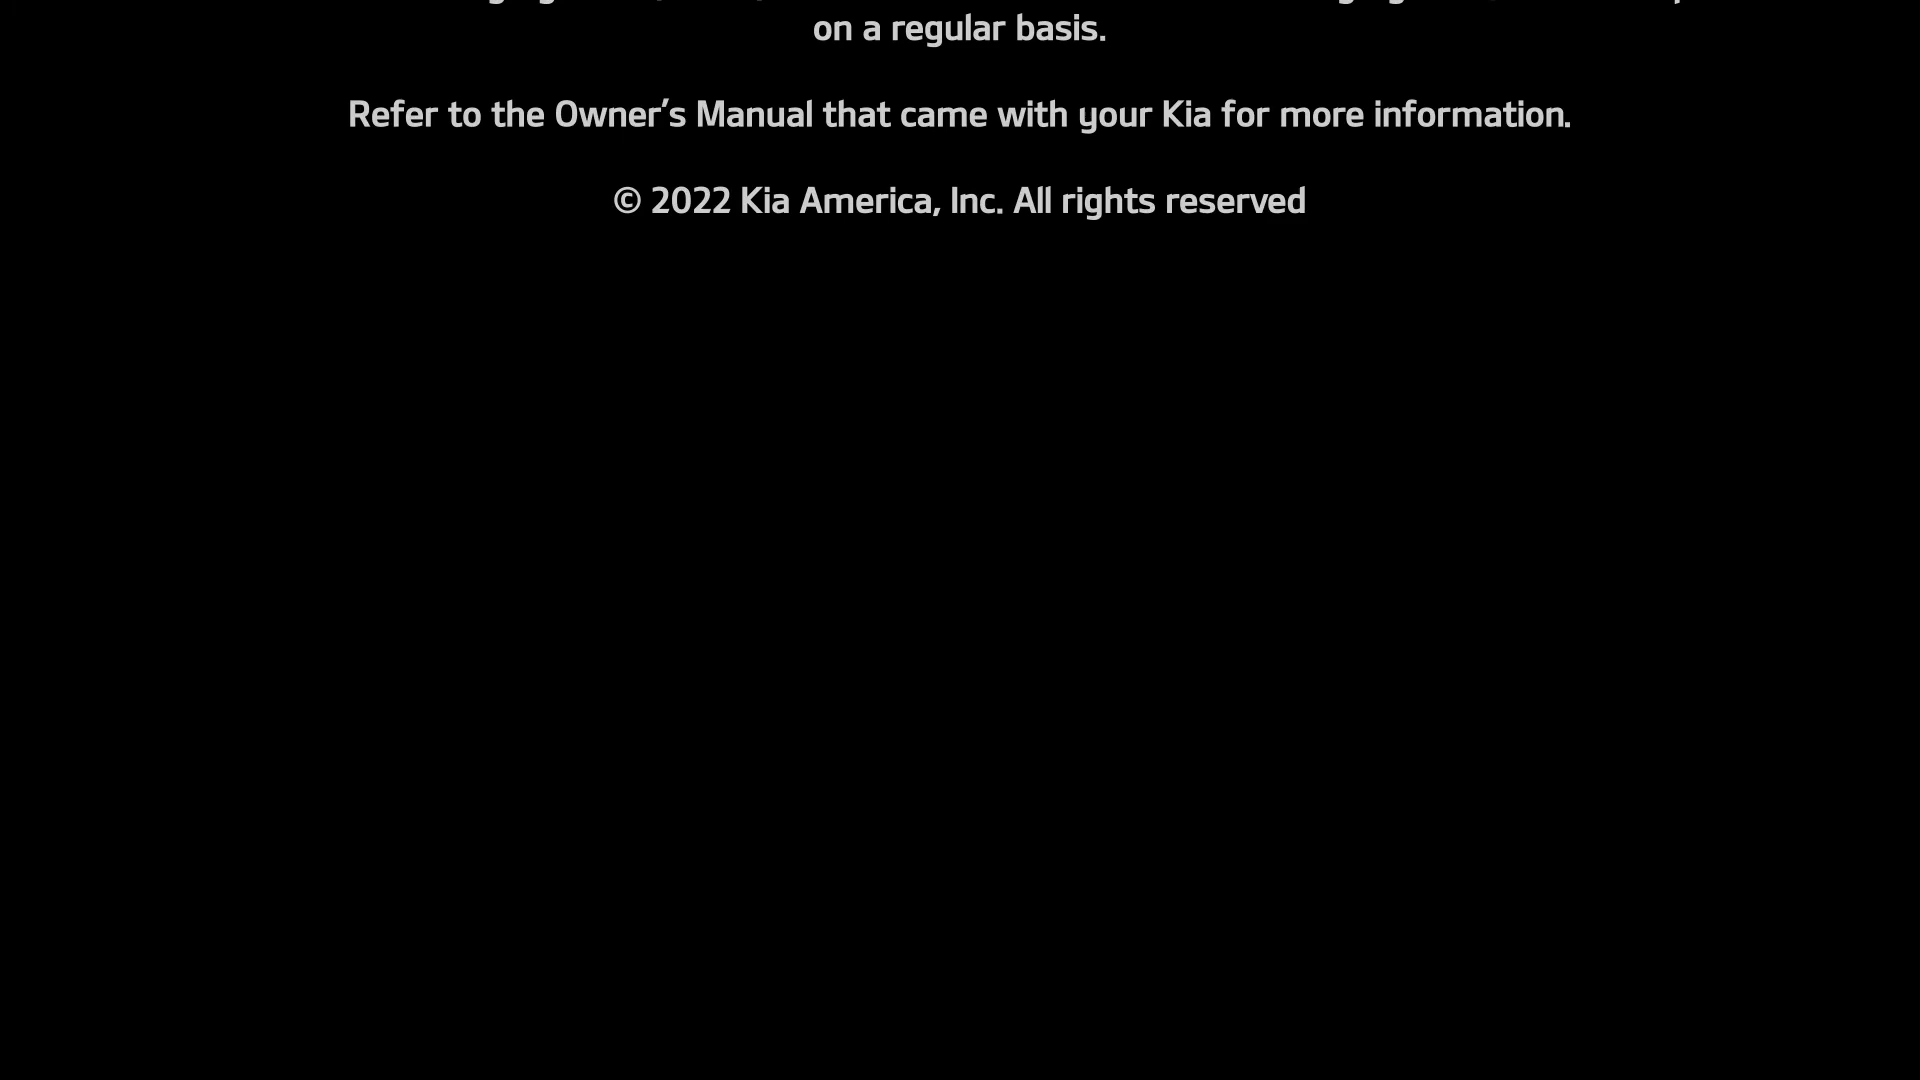 on a regular basis.
Refer to the Owner's Manual that came with your Kia for more information.
© 2022 Kia America, Inc. All rights reserved